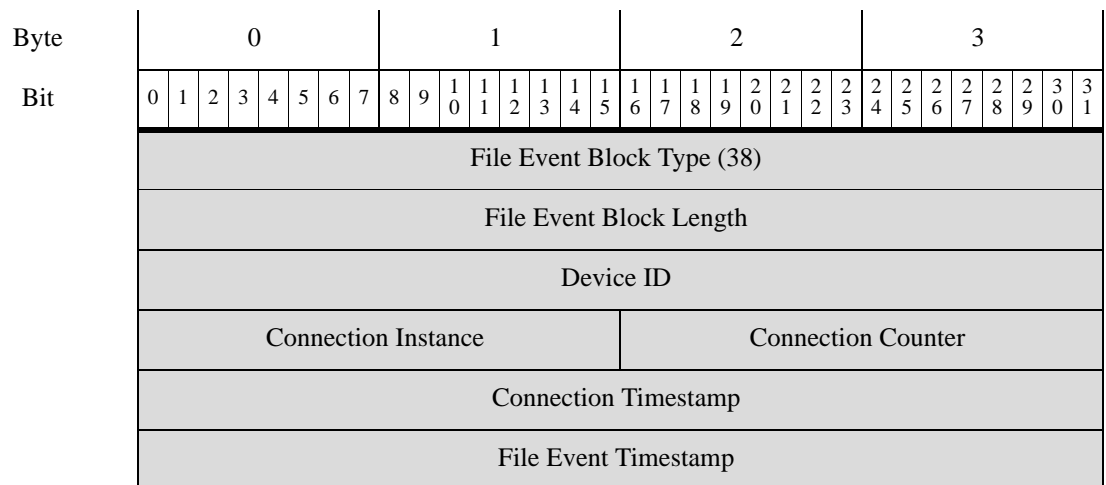 Byte 0 1 2 3
Bit 0 1 2 3 4 5 6 7 8 9 10 11 12 13 14 15 16 17 18 19 20 21 22 23 24 25 26 27 28 29 30 31
File Event Block Type (38)
File Event Block Length
Device ID
Connection Instance Connection Counter
Connection Timestamp
File Event Timestamp